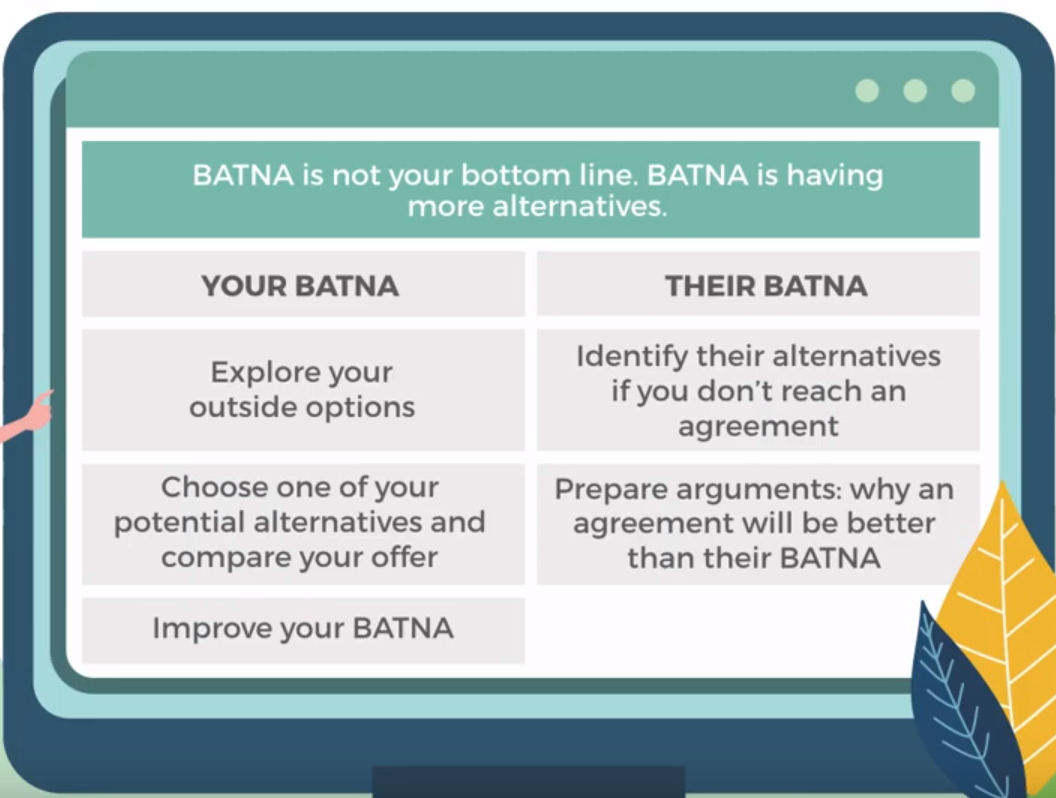 BATNA is not your bottom line. BATNA is having
more alternatives.
YOUR BATNA
THEIR BATNA
Explore your
outside options
Identify their alternatives
if you don't reach an
agreement
Choose one of your
potential alternatives and
compare your offer
Prepare arguments: why an
agreement will be better
than their BATNA
Improve your BATNA